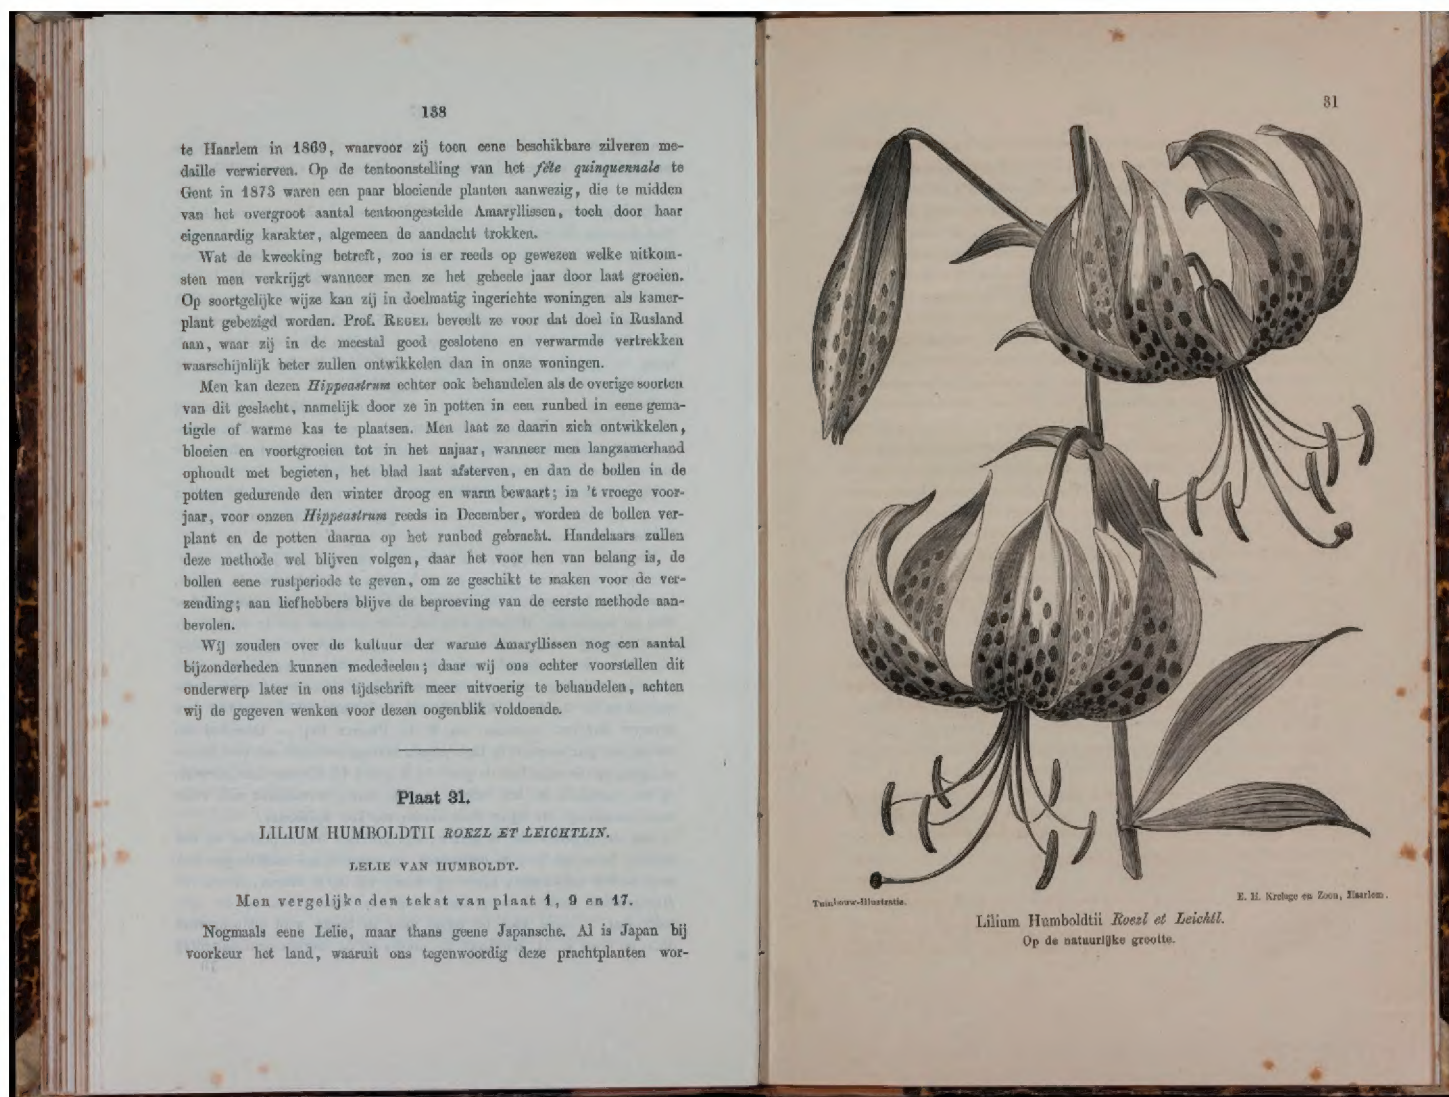 138
te Haarlem in 1869, waarvoor zij toen eene beschikbare zilveren me-
daille verwierven. Op de tentoonstelling van het fête quinquennale te
Gent in 1873 waren een paar bloeiende planten aanwezig, die te midden
van het overgroot aantal tentoongestelde Amaryllissen, toch door haar
eigenaardig karakter, algemeen de aandacht trokken.
Wat de kweeking betreft, zoo is er reeds op gewezen welke uitkom-
sten men verkrijgt wanneer men ze het geheele jaar door laat groeien.
Op soortgelijke wijze kan zij in doelmatig ingerichte woningen als kamer-
plant gebezigd worden. Prof. REGEL beveelt ze voor dat doel in Rusland
aan, waar zij in de meestal goed geslotene en verwarmde vertrekken
waarschijnlijk beter zullen ontwikkelen dan in onze woningen.
Men kan dezen Hippeastrum echter ook behandelen als de overige soorten
van dit geslacht, namelijk door ze in potten in een runbed in eene gema-
tigde of warme kas te plaatsen. Men laat ze daarin zich ontwikkelen,
bloeien en voortgroeien tot in het najaar, wanneer men langzamerhand
ophoudt met begieten, het blad laat afsterven, en dan de bollen in de
potten gedurende den winter droog en warm bewaart; in 't vroege voor-
jaar, voor onzen Hippeastrum reeds in December, worden de bollen ver-
plant en de potten daarna op het runbed gebracht. Handelaars zullen
deze methode wel blijven volgen, daar het voor hen van belang is, de
bollen eene rustperiode te geven, om ze geschikt te maken voor de ver-
zending; aan liefhebbers blijve de beproeving van de eerste methode aan-
bevolen.
Wij zouden over de kultuur der warme Amaryllissen nog een aantal
bijzonderheden kunnen mededeelen; daar wij ons echter voorstellen dit
onderwerp later in ons tijdschrift meer uitvoerig te behandelen, achten
wij de gegeven wenken voor dezen oogenblik voldoende.
Plaat 31.
LILIUM HUMBOLDTII ROEZL ET LEICHTLIN.
LELIE VAN HUMBOLDT.
Men vergelijke den tekst van plaat 1, 9 en 17.
Nogmaals eene Lelie, maar thans geene Japansche. Al is Japan bij
voorkeur het land, waaruit ons tegenwoordig deze prachtplanten wor-
31
Tuinbouw-Illustratie.
E. H. Krelage en Zoon, Haarlem.
Lilium Humboldtii Roezl et Leichtl.
Op de natuurlijke grootte.